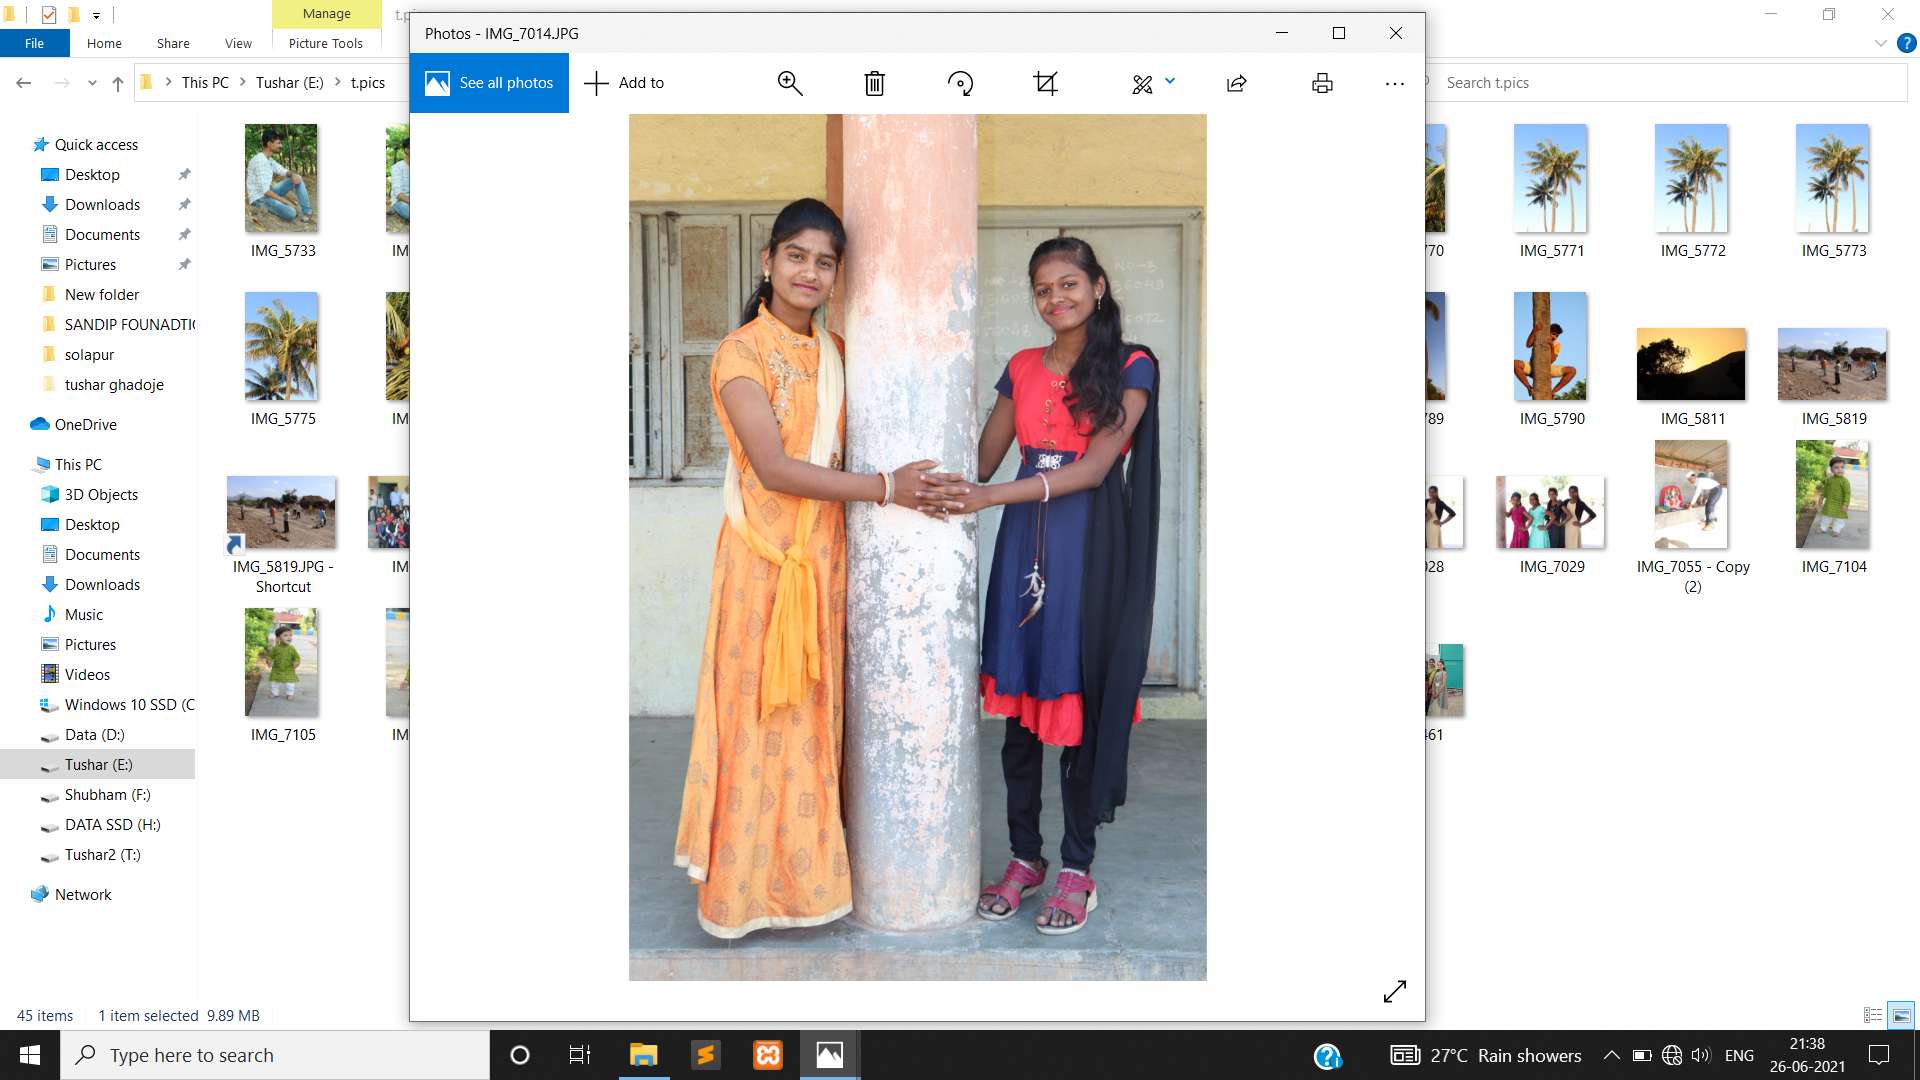 Manage
t.pi
File
Home
Share
View
Picture Tools
This PC
Tushar (E:)
t.pics
Search t.pics
Photos - IMG_7014.JPG
See all photos
Add to
Quick access
Desktop
Downloads
Documents
Pictures
New folder
SANDIP FOUNADTI
solapur
tushar ghadoje
OneDrive
This PC
3D Objects
Desktop
Documents
Downloads
Music
Pictures
Videos
Windows 10 SSD (C
Data (D:)
Tushar (E:)
Shubham (F:)
DATA SSD (H:)
Tushar2 (T:)
Network
IMG_5733
IM
70
IMG_5771
IMG_5772
IMG_5773
IMG_5775
IM
789
IMG_5790
IMG_5811
IMG_5819
IMG_5819.JPG -
Shortcut
IM
028
IMG_7029
IMG_7055 - Copy
(2)
IMG_7104
IMG_7105
IM
461
NO-3
45 items
1 item selected 9.89 MB
Type here to search
27°C Rain showers
ENG
21:38
26-06-2021